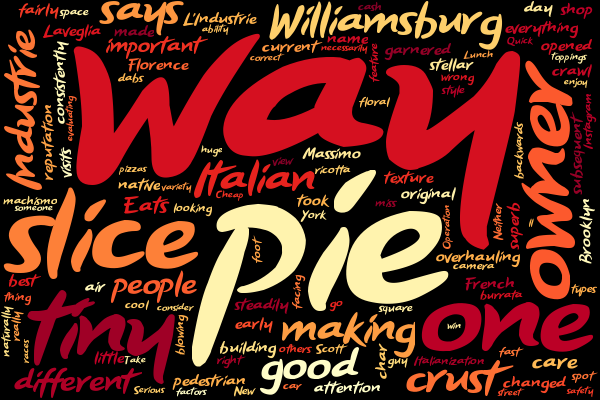 fairly
space
says
L'Industrie
ability
Williamsburg
cash
day
shop
Laveglia
made
name
necessarily
everything
Quick
important
current
correct
garnered
opened
Florence
feature
stellar
Lunch
toppings
Industrie
consistently
dabs
way
wrong
style
crawl
enjoy
reputation
evaluating
floral
owner
Instagram
visits
huge
view
Massimo
backwards
subsequent
pizzas
Italian
ricotta
native
variety
Cheap
texture
machismo
someone
Eats
looking
took
York
miss
original
Operation
Neither
superb
ll
Brooklyn
slice
pie
foot
overhauling
camera
best
thing
air
people
facing
French
burrata
types
tiny
cool
consider
steadily
go
square
one
naturally
really
races
blowing
early
making
win
little
Take
building
others
Scott
char
guy
Italianization
fast
care
right
good
different
Serious
pedestrian
factors
New
car
attention
crust
changed
street
spot
safety